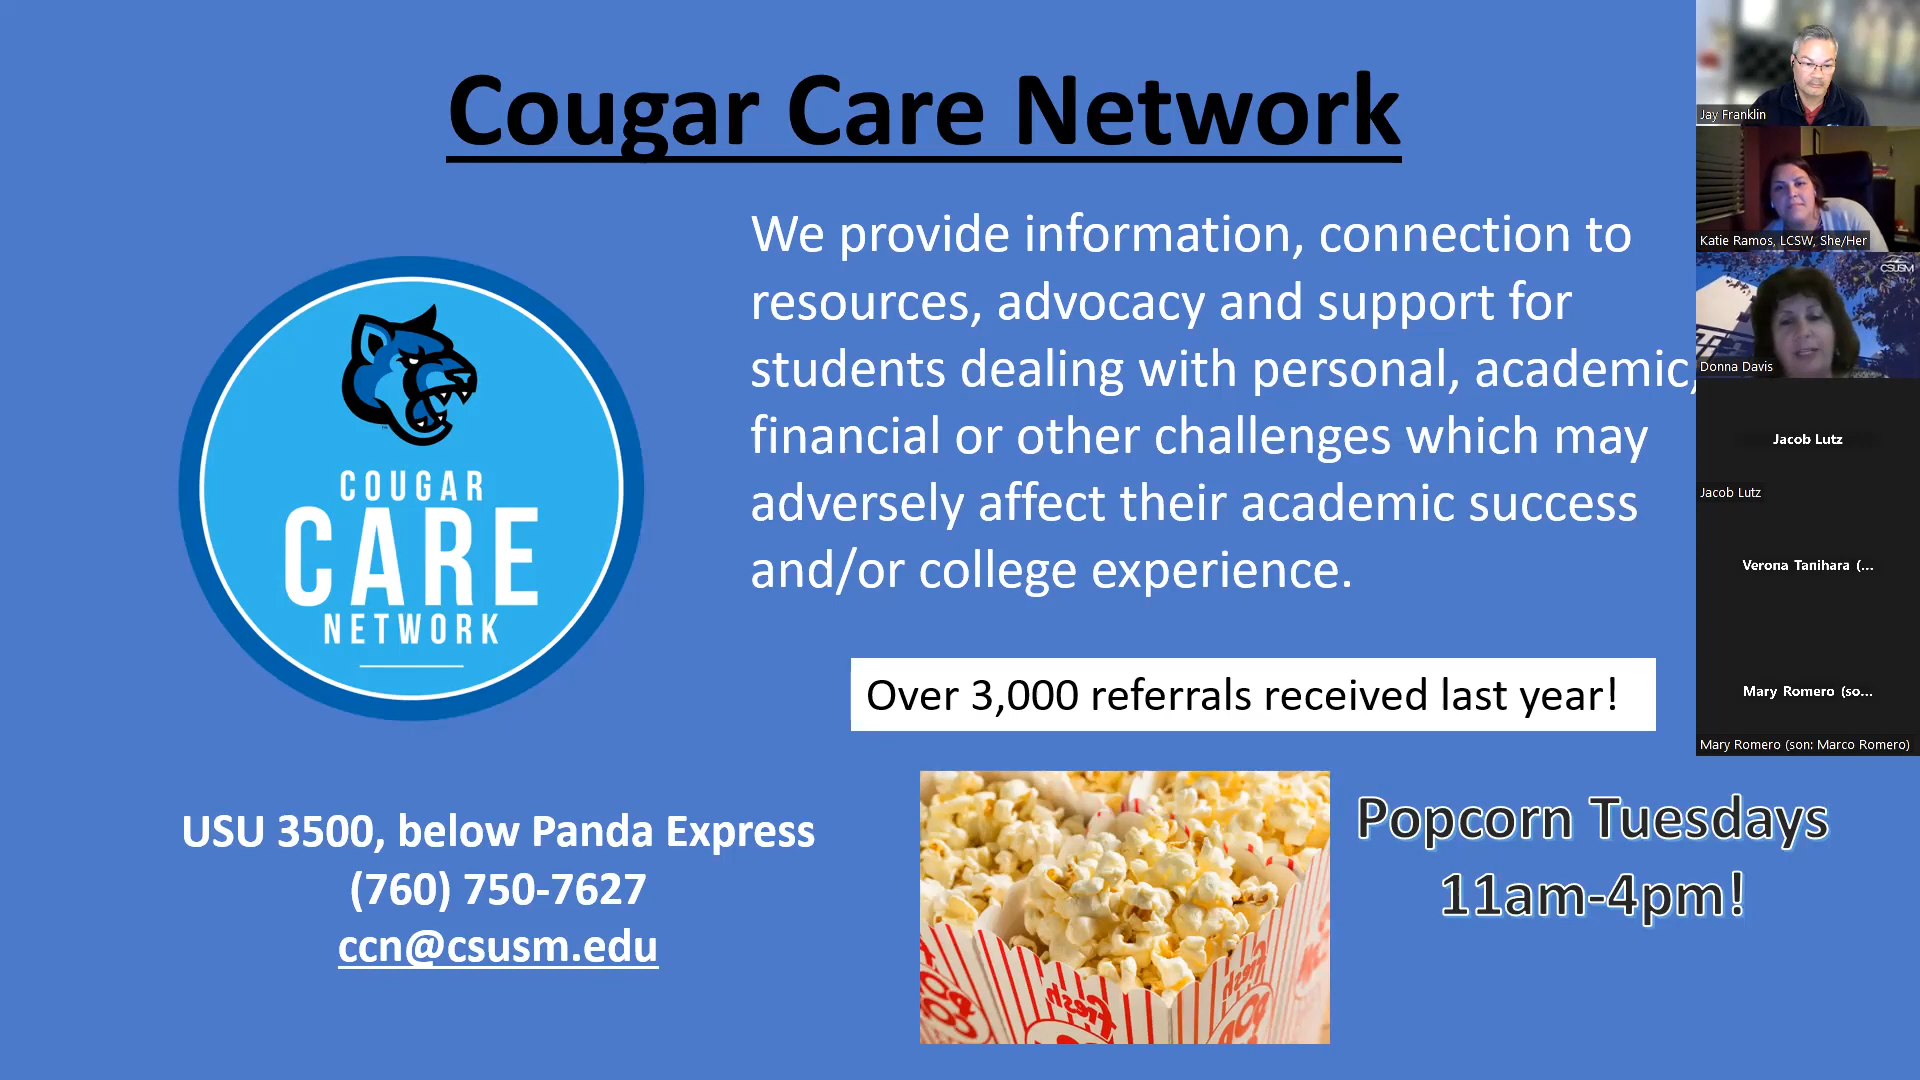 Cougar Care Network
We provide information, connection to
resources, advocacy and support for
students dealing with personal, academic,
financial or other challenges which may
adversely affect their academic success
and/or college experience.
COUGAR
CARE
NETWORK
Over 3,000 referrals received last year!
USU 3500, below Panda Express
(760) 750-7627
ccn@csusm.edu
Popcorn Tuesdays
11am-4pm!
fresh
fresh
POP
Jay Franklin
Katie Ramos, LCSW, She/Her
CSUSM
Donna Davis
Jacob Lutz
Jacob Lutz
Verona Tanihara (...
Mary Romero (so...
Mary Romero (son: Marco Romero)